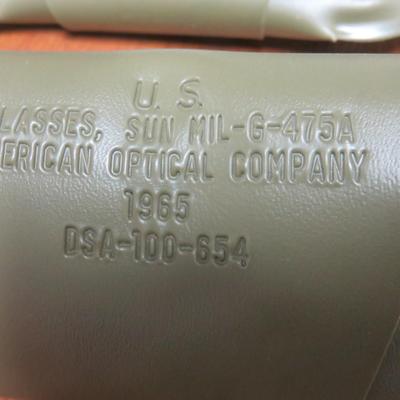 U. S.
LASSES, SUN MIL-G-475A
ERICAN OPTICAL COMPANY
1965
DSA-100-654